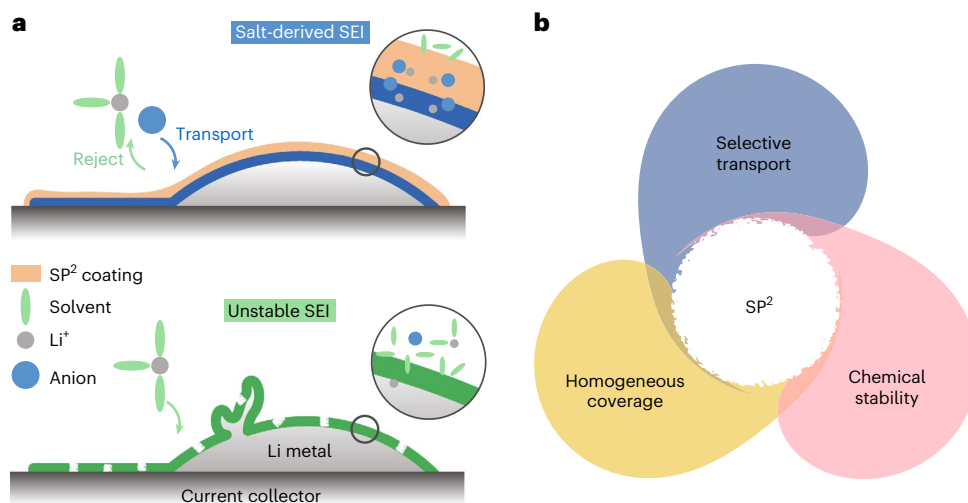 a
Salt-derived SEI
Transport
Reject
SP² coating
Solvent
Li⁺
Anion
Unstable SEI
Li metal
Current collector
b
Selective
transport
SP²
Homogeneous
coverage
Chemical
stability